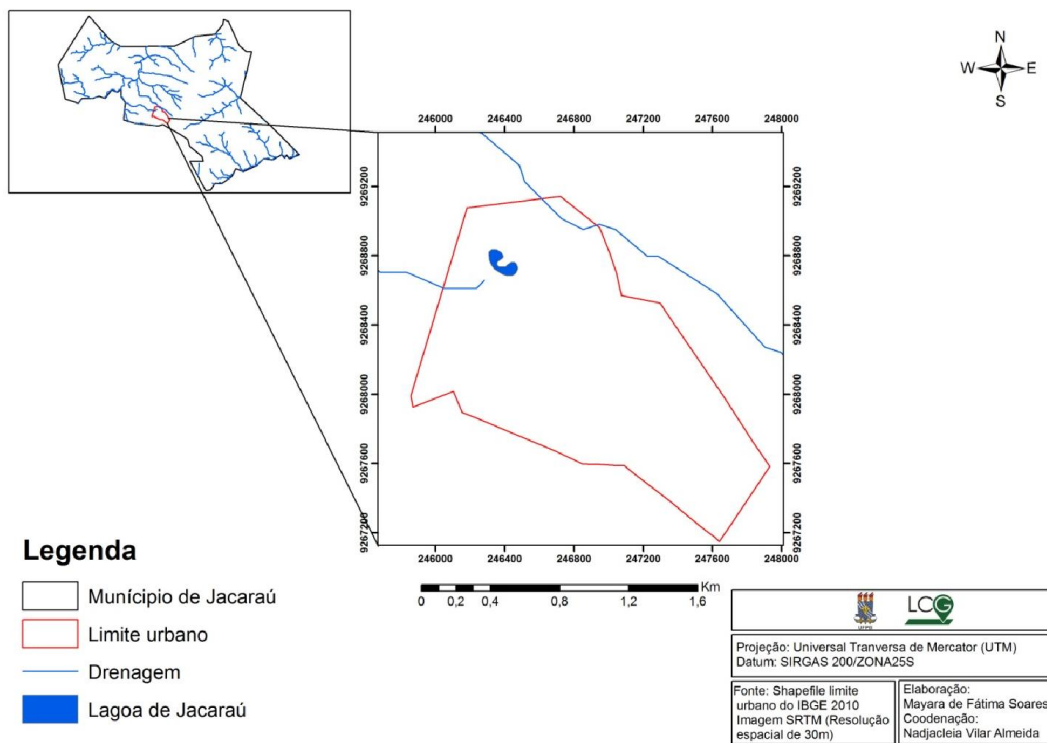 N
W
E
S
246000
246400
246800
247200
247600
248000
9269200
9269200
9268800
9268800
9268400
9268400
9268000
9268000
9267600
9267600
9267200
9267200
246000
246400
246800
247200
247600
248000
Km
0
0,2
0,4
0,8
1,2
1,6
Legenda
Munícipio de Jacaraú
Limite urbano
Drenagem
Lagoa de Jacaraú
UFPB
LCG
Projeção: Universal Tranversa de Mercator (UTM)
Datum: SIRGAS 200/ZONA25S
Fonte: Shapefile limite
urbano do IBGE 2010
Imagem SRTM (Resolução
espacial de 30m)
Elaboração:
Mayara de Fátima Soares
Coodenação:
Nadjacleia Vilar Almeida